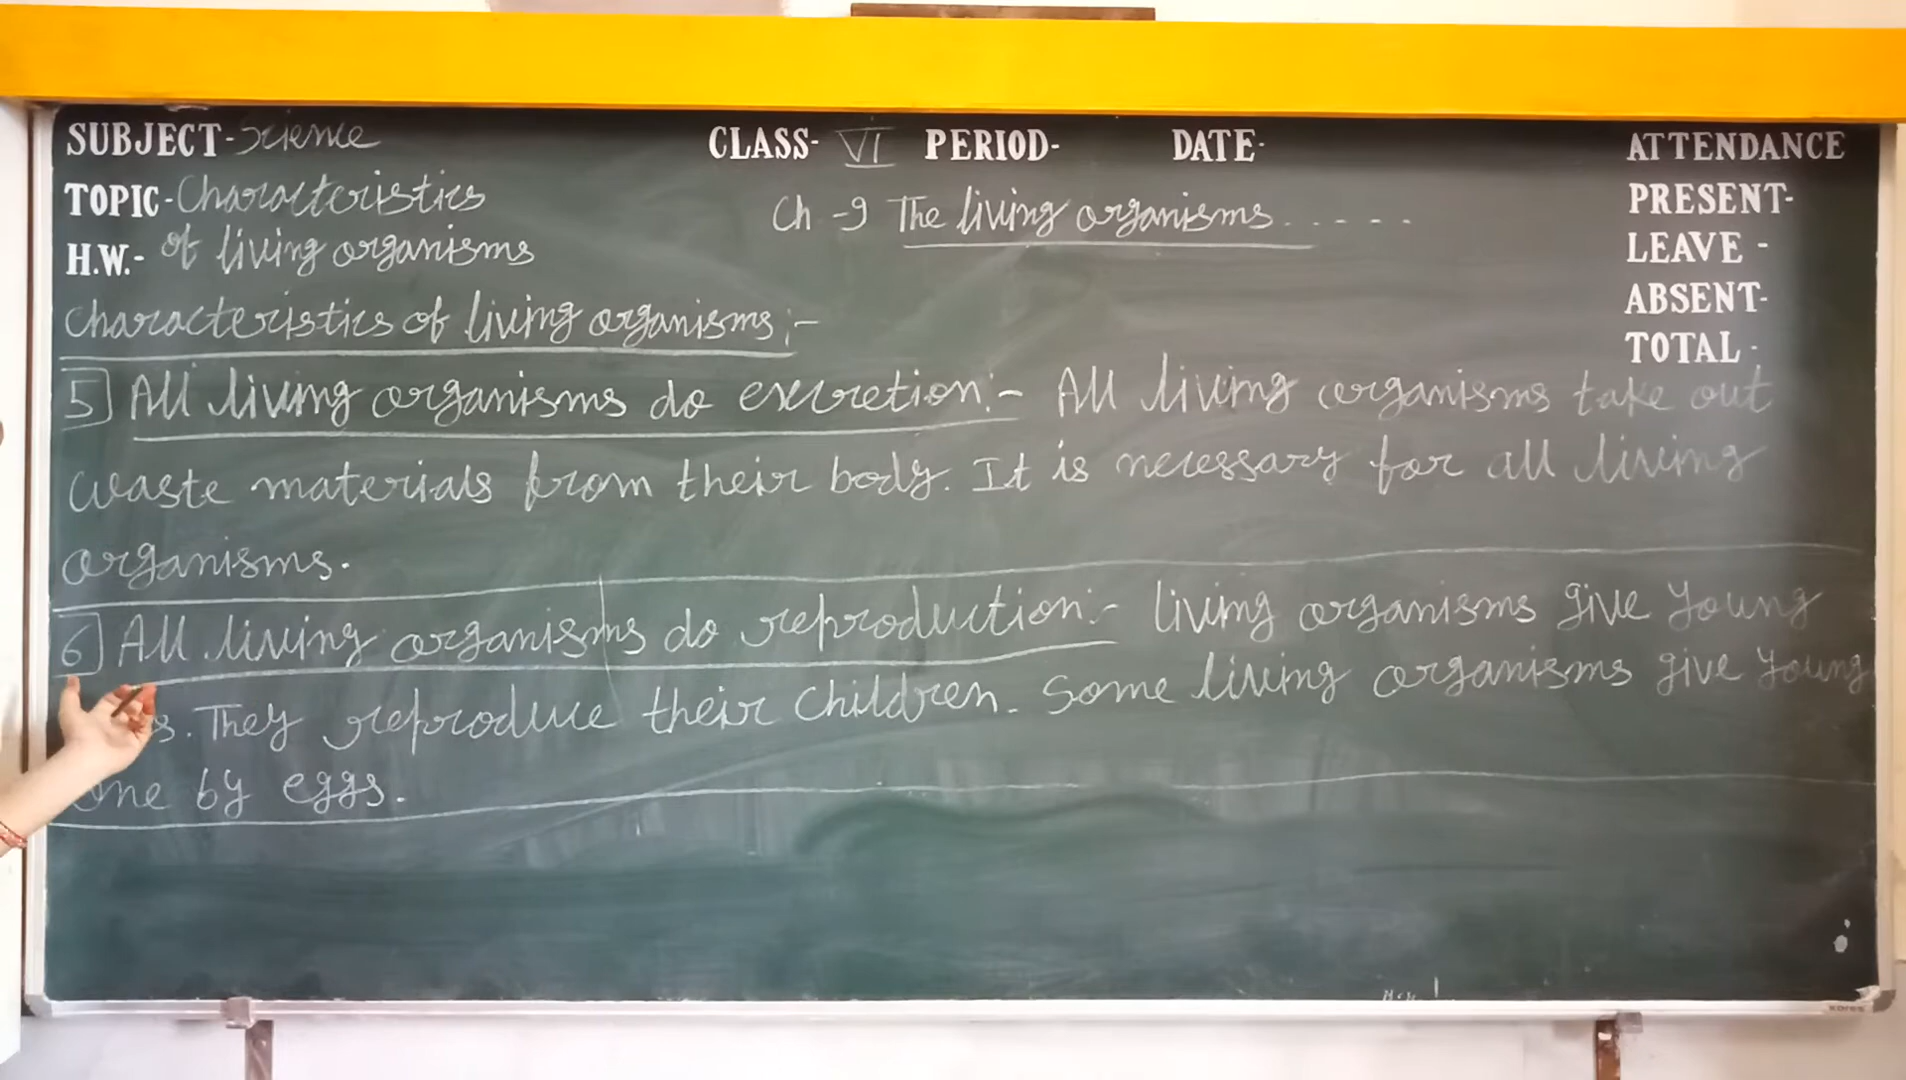 SUBJECT- Science CLASS- VI PERIOD- DATE- ATTENDANCE
TOPIC- Characteristics Ch -9 The living organisms..... PRESENT-
H.W.- of living organisms LEAVE -
ABSENT-
Characteristics of living organisms:-
TOTAL -
5] All living organisms do excretion:- All living organisms take out
waste materials from their body. It is necessary for all living
organisms.
6] All living organisms do reproduction:- living organisms give young
They reproduce their children. Some living organisms give young
by eggs.
kores